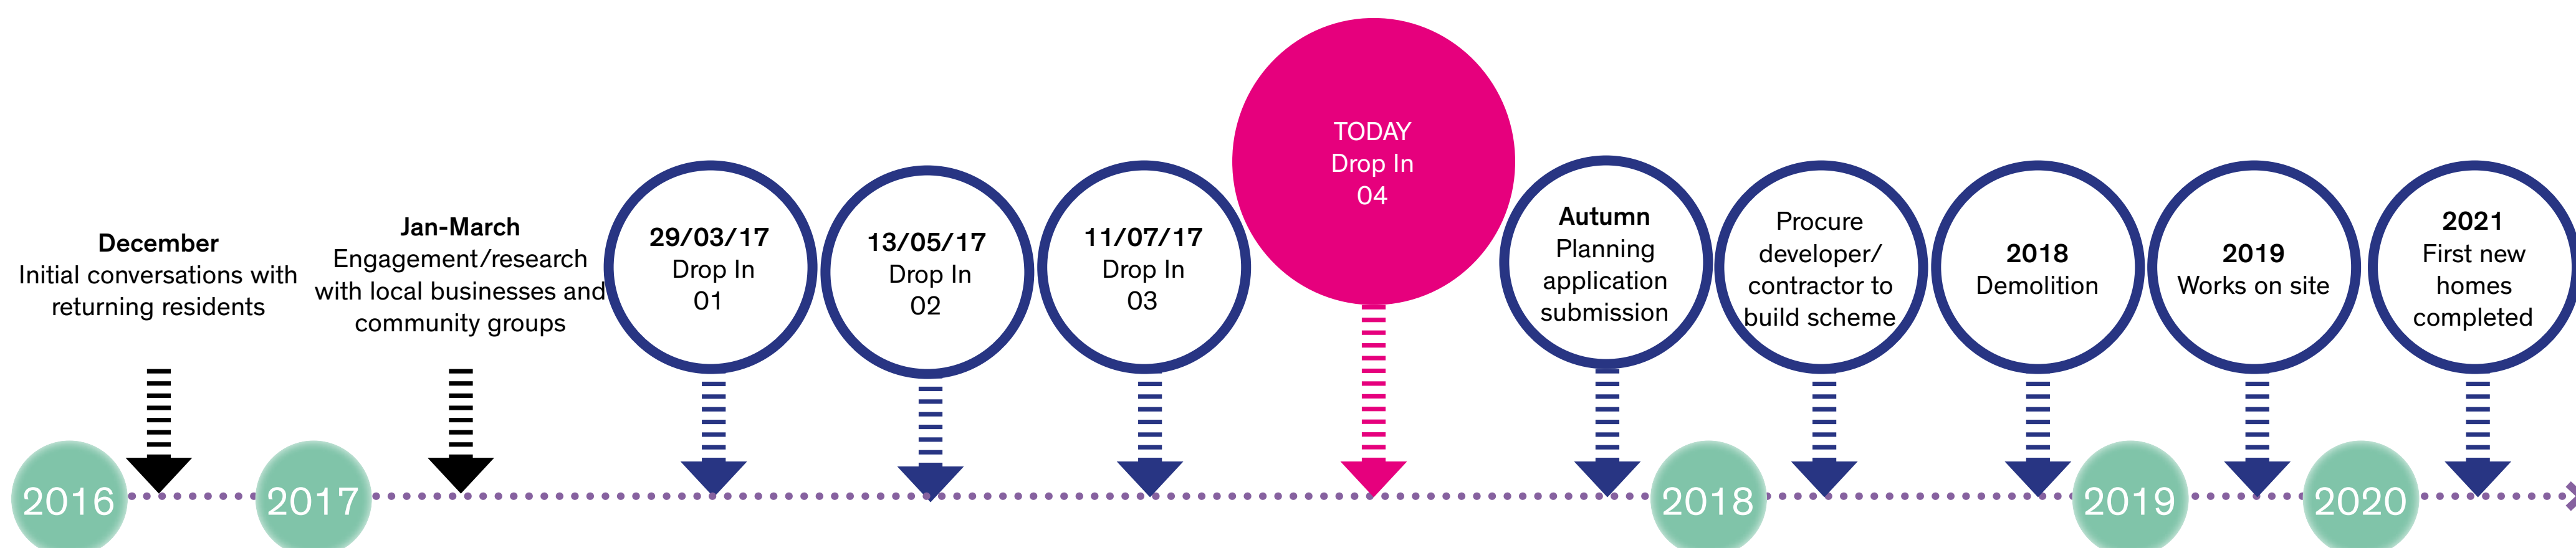 December
Initial conversations with
returning residents
Jan-March
Engagement/research
with local businesses and
community groups
29/03/17
Drop In
01
13/05/17
Drop In
02
11/07/17
Drop In
03
TODAY
Drop In
04
Autumn
Planning
application
submission
Procure
developer/
contractor to
build scheme
2018
Demolition
2019
Works on site
2021
First new
homes
completed
2016
2017
2018
2019
2020